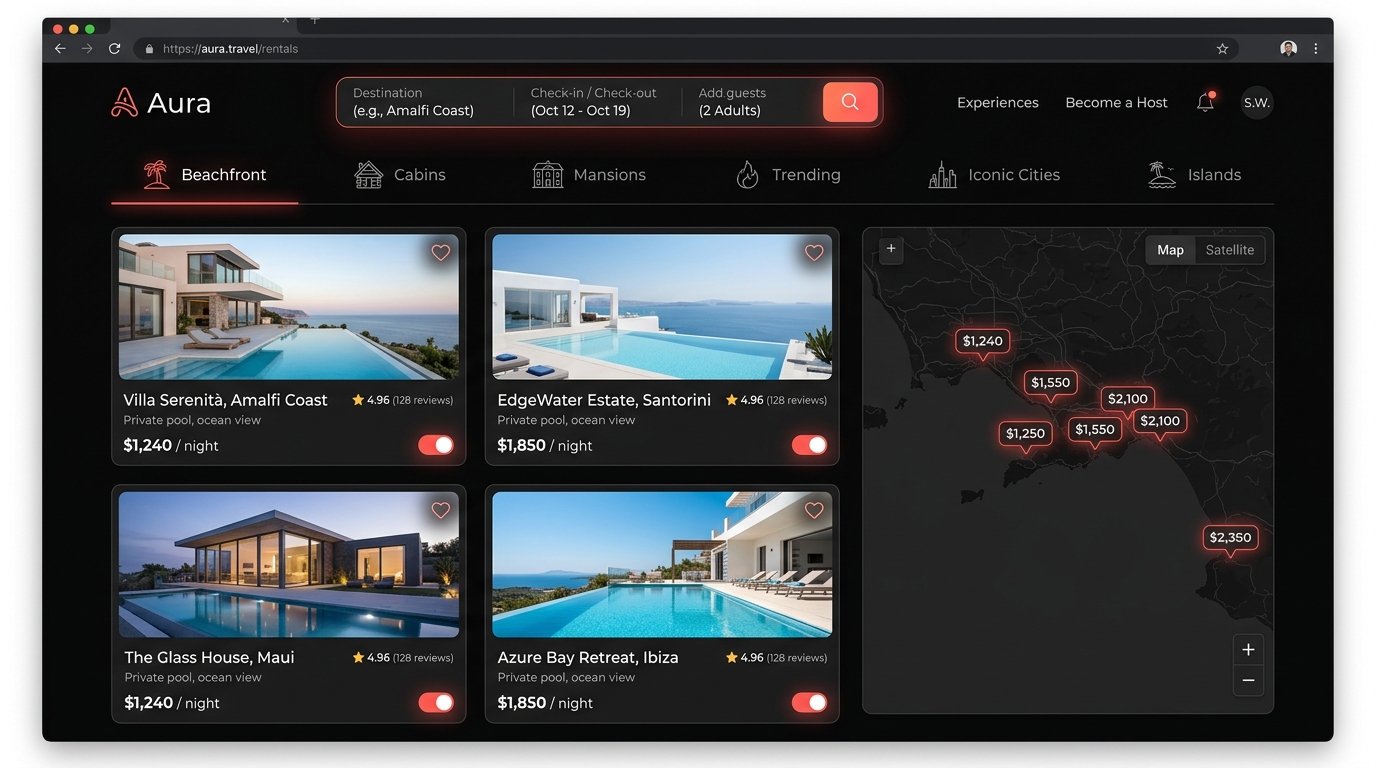 https://aura.travel/rentals
Aura
Destination
(e.g., Amalfi Coast)
Check-in / Check-out
(Oct 12 - Oct 19)
Add.guests
(2 Adults)
Experiences
Become a Host
S.W.
Beachfront
Cabins
Mansions
Trending
Iconic Cities
Islands
Villa Serenità, Amalfi Coast
4.96 (128 reviews)
Private pool, ocean view
$1,240 / night
EdgeWater Estate, Santorini
4.96 (128 reviews)
Private pool, ocean view
$1,850 / night
The Glass House, Maui
4.96 (128 reviews)
Private pool, ocean view
$1,240 / night
Azure Bay Retreat, Ibiza
4.96 (128 reviews)
Private pool, ocean view
$1,850 / night
+
Map
Satellite
$1,240
$1,550
$2,100
$2,100
$1,250
$1,550
$2,350
+
−